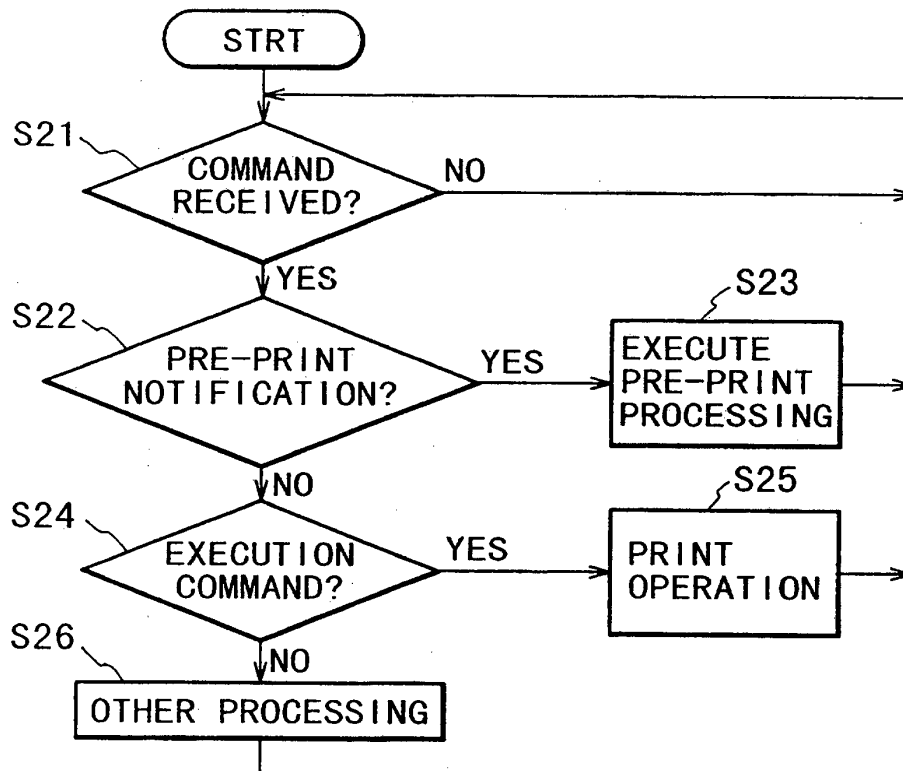 STRT
S21
COMMAND
RECEIVED?
NO
YES
S22
PRE-PRINT
NOTIFICATION?
YES
S23
EXECUTE
PRE-PRINT
PROCESSING
NO
S24
EXECUTION
COMMAND?
YES
S25
PRINT
OPERATION
NO
S26
OTHER PROCESSING